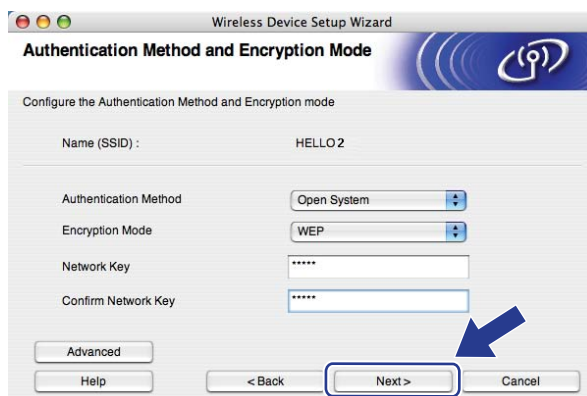 Wireless Device Setup Wizard
Authentication Method and Encryption Mode
Configure the Authentication Method and Encryption mode
Name (SSID) : HELLO2
Authentication Method Open System
Encryption Mode WEP
Network Key *****
Confirm Network Key *****
Advanced
Help < Back Next > Cancel